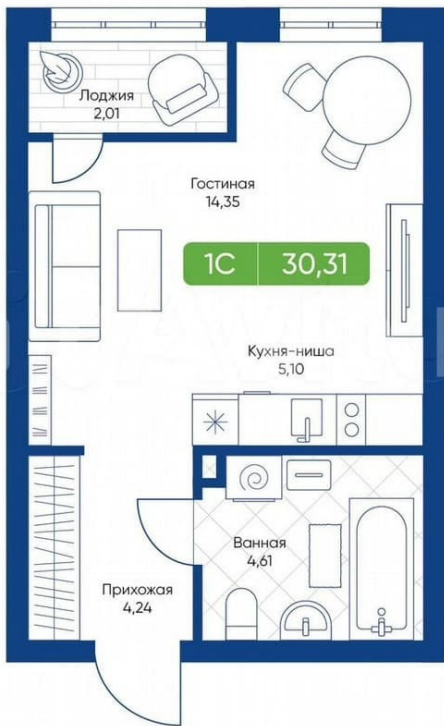 Лоджия
2,01
Гостиная
14,35
1С 30,31
Кухня-ниша
5,10
Ванная
4,61
Прихожая
4,24